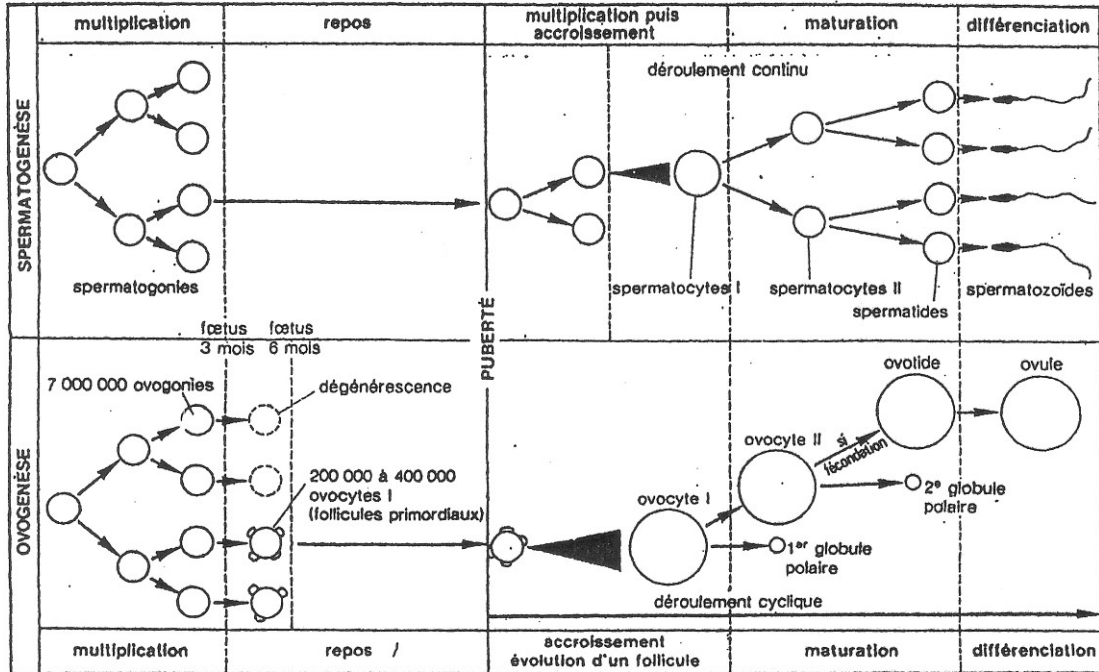 multiplication
repos
multiplication puis
accroissement
maturation
différenciation
SPERMATOGENÈSE
déroulement continu
spermatogonies
spermatocytes I
spermatocytes II
spermatides
spermatozoïdes
PUBERTÉ
fœtus
3 mois
fœtus
6 mois
OVOGENÈSE
7 000 000 ovogonies
dégénérescence
200 000 à 400 000
ovocytes I
(follicules primordiaux)
ovocyte I
ovocyte II
si
fécondation
ovotide
ovule
2e globule
polaire
1er globule
polaire
déroulement cyclique
multiplication
repos
accroissement
évolution d'un follicule
maturation
différenciation